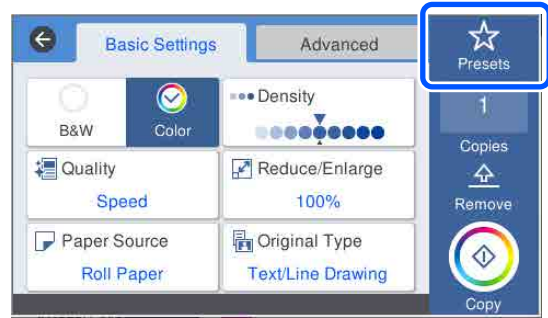 Basic Settings
Advanced
Presets
B&W
Color
Density
1
Copies
Quality
Speed
Reduce/Enlarge
100%
Remove
Paper Source
Roll Paper
Original Type
Text/Line Drawing
Copy